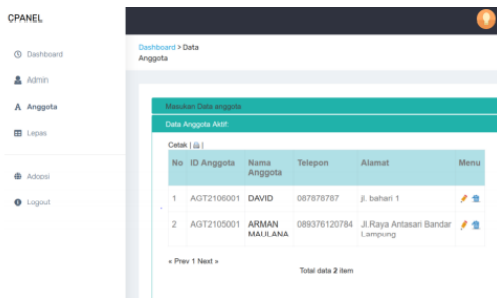 CPANEL
Dashboard
Admin
Anggota
Lepas
Adopsi
Logout
Dashboard > Data
Anggota
Masukan Data anggota
Data Anggota Aktif:
Cetak | |
No ID Anggota Nama Anggota Telepon Alamat Menu
1 AGT2106001 DAVID 087878787 jl. bahari 1
2 AGT2105001 ARMAN MAULANA 089376120784 Jl.Raya Antasari Bandar Lampung
« Prev 1 Next »
Total data 2 item